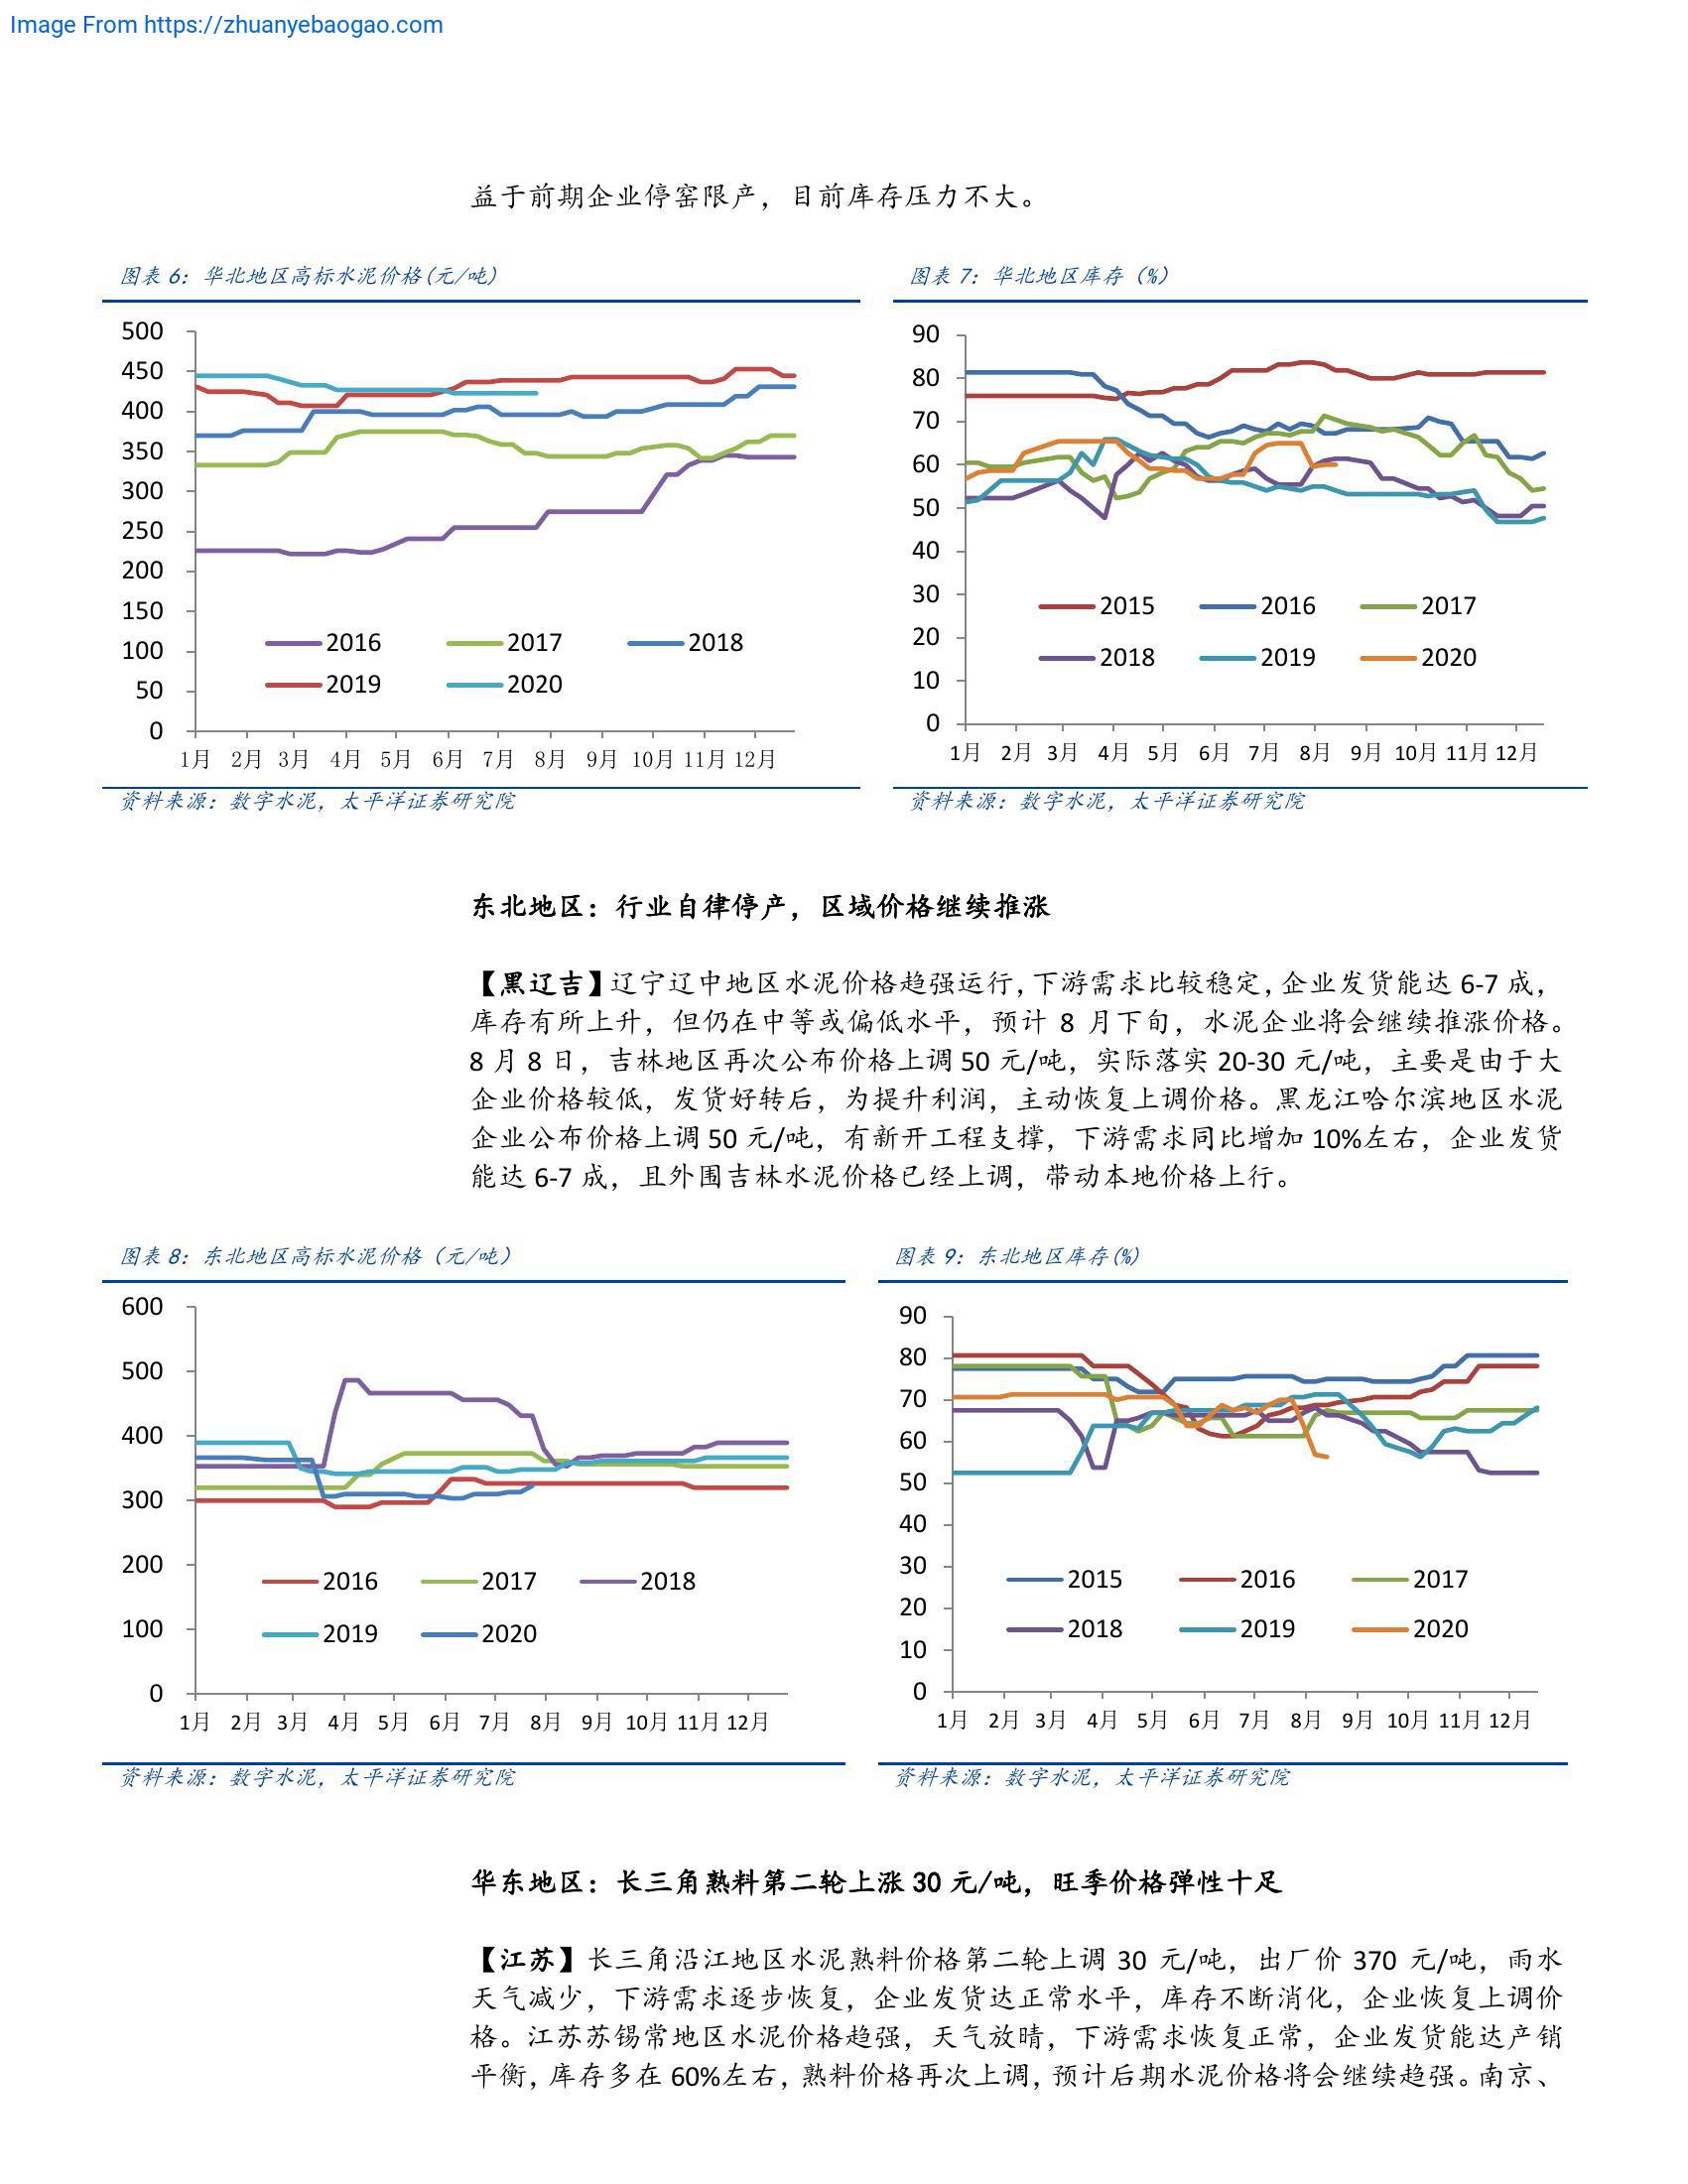 Image From https://zhuanyebaogao.com
益于前期企业停窑限产，目前库存压力不大。
图表 6：华北地区高标水泥价格(元/吨)
500
450
400
350
300
250
200
150
100
50
0
2016 2017 2018
2019 2020
1月 2月 3月 4月 5月 6月 7月 8月 9月 10月 11月 12月
资料来源：数字水泥，太平洋证券研究院
图表 7：华北地区库存（%）
90
80
70
60
50
40
30
20
10
0
2015 2016 2017
2018 2019 2020
1月 2月 3月 4月 5月 6月 7月 8月 9月 10月 11月 12月
资料来源：数字水泥，太平洋证券研究院
东北地区：行业自律停产，区域价格继续推涨
【黑辽吉】辽宁辽中地区水泥价格趋强运行，下游需求比较稳定，企业发货能达 6-7 成，
库存有所上升，但仍在中等或偏低水平，预计 8 月下旬，水泥企业将会继续推涨价格。
8 月 8 日，吉林地区再次公布价格上调 50 元/吨，实际落实 20-30 元/吨，主要是由于大
企业价格较低，发货好转后，为提升利润，主动恢复上调价格。黑龙江哈尔滨地区水泥
企业公布价格上调 50 元/吨，有新开工程支撑，下游需求同比增加 10%左右，企业发货
能达 6-7 成，且外围吉林水泥价格已经上调，带动本地价格上行。
图表 8：东北地区高标水泥价格（元/吨）
600
500
400
300
200
100
0
2016 2017 2018
2019 2020
1月 2月 3月 4月 5月 6月 7月 8月 9月 10月 11月 12月
资料来源：数字水泥，太平洋证券研究院
图表 9：东北地区库存(%)
90
80
70
60
50
40
30
20
10
0
2015 2016 2017
2018 2019 2020
1月 2月 3月 4月 5月 6月 7月 8月 9月 10月 11月 12月
资料来源：数字水泥，太平洋证券研究院
华东地区：长三角熟料第二轮上涨 30 元/吨，旺季价格弹性十足
【江苏】长三角沿江地区水泥熟料价格第二轮上调 30 元/吨，出厂价 370 元/吨，雨水
天气减少，下游需求逐步恢复，企业发货达正常水平，库存不断消化，企业恢复上调价
格。江苏苏锡常地区水泥价格趋强，天气放晴，下游需求恢复正常，企业发货能达产销
平衡，库存多在 60%左右，熟料价格再次上调，预计后期水泥价格将会继续趋强。南京、